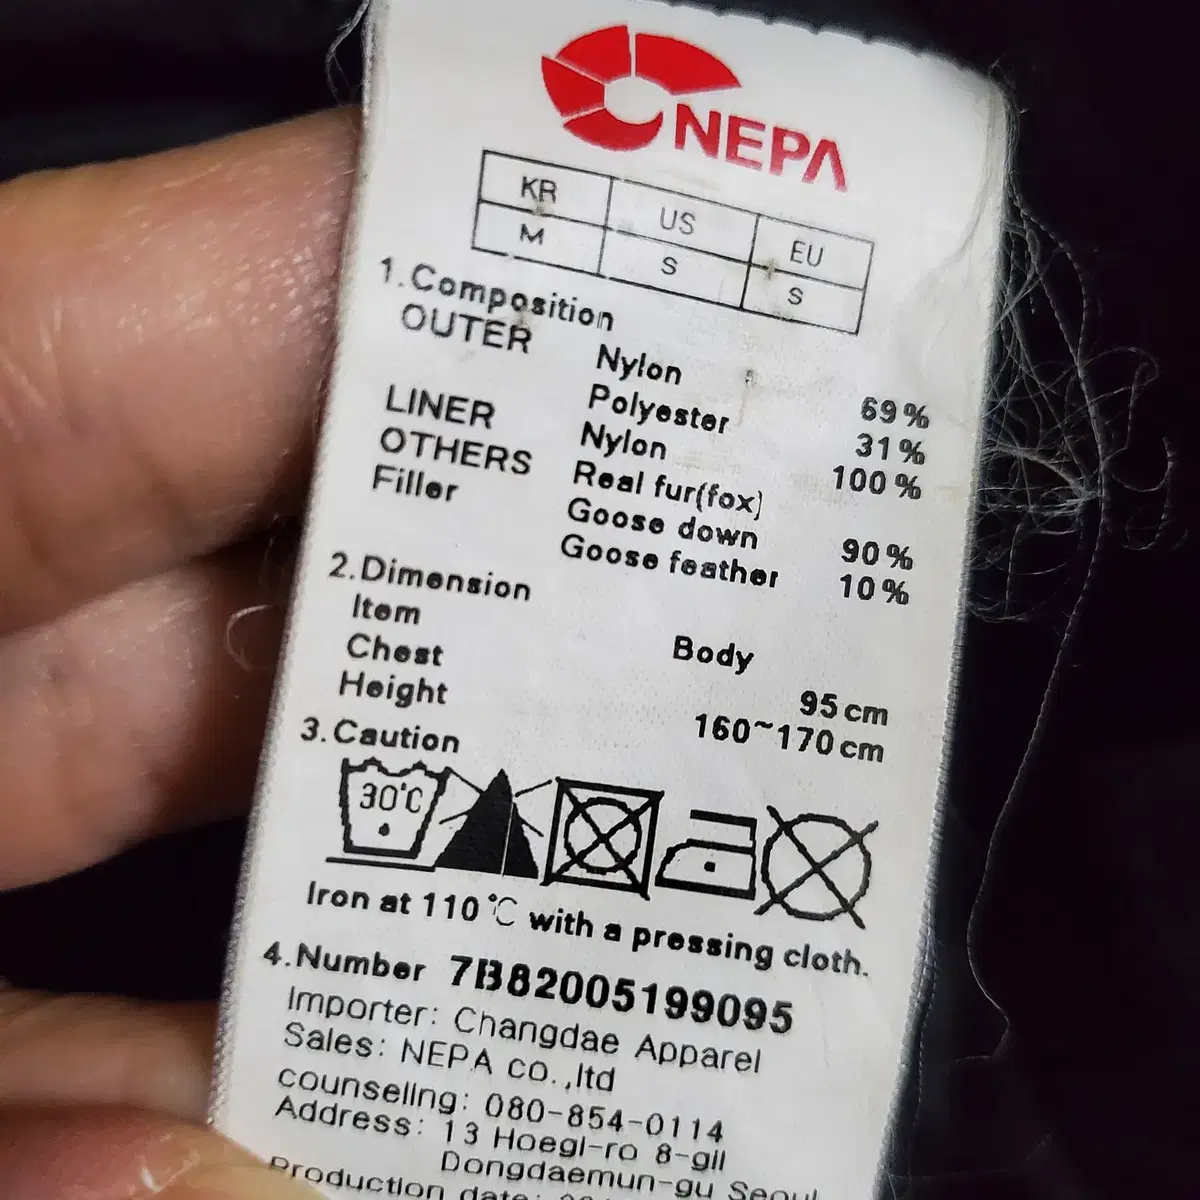 NEPA
KR US EU
M S S
1.Composition
OUTER Nylon 69%
Polyester 31%
LINER Nylon 100%
OTHERS Real fur(fox)
Filler Goose down 90%
Goose feather 10%
2.Dimension
Item Body
Chest 95cm
Height 160~170cm
3.Caution
30℃
Iron at 110℃ with a pressing cloth.
4.Number 7B82005199095
Importer: Changdae Apparel
Sales: NEPA co.,ltd
counseling: 080-854-0114
Address: 13 Hoegi-ro 8-gil
Dongdaemun-gu Seoul
Production date: